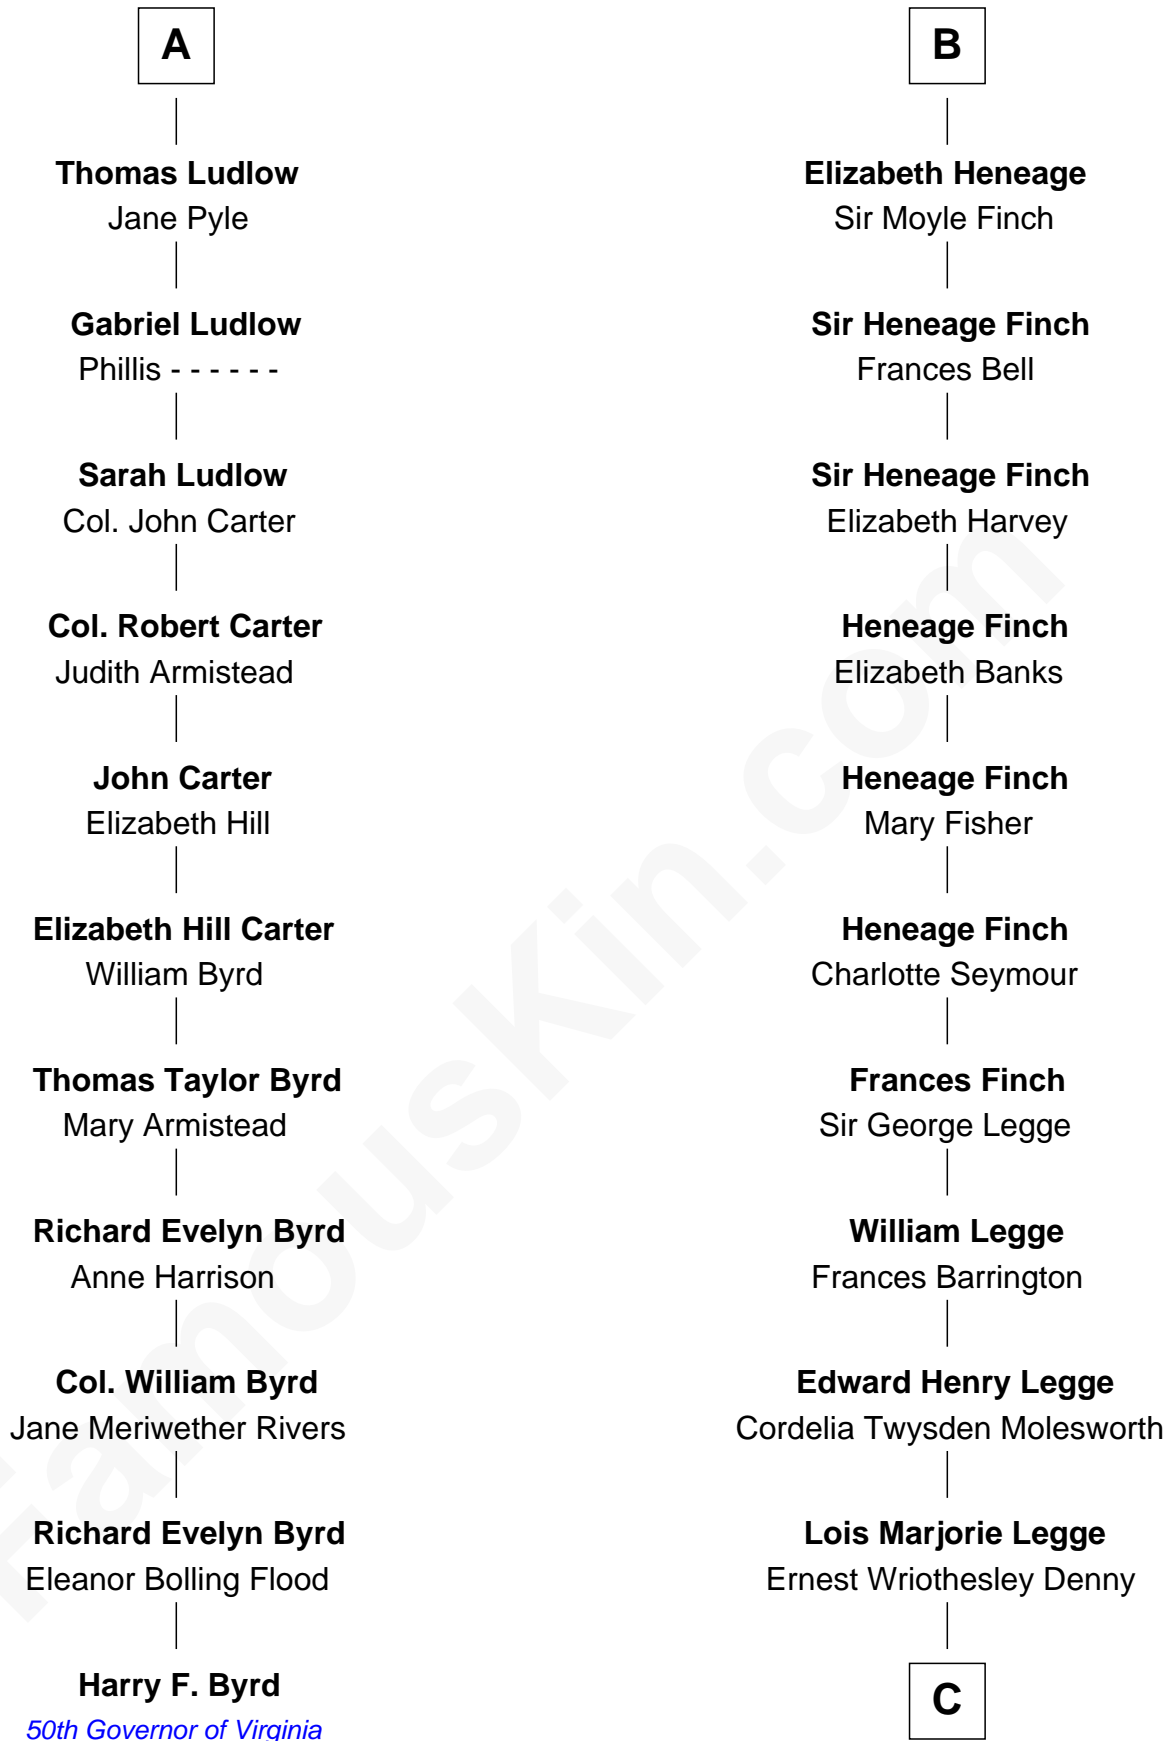 A
Thomas Ludlow
Jane Pyle
Gabriel Ludlow
Phillis - - - - - -
Sarah Ludlow
Col. John Carter
Col. Robert Carter
Judith Armistead
John Carter
Elizabeth Hill
Elizabeth Hill Carter
William Byrd
Thomas Taylor Byrd
Mary Armistead
Richard Evelyn Byrd
Anne Harrison
Col. William Byrd
Jane Meriwether Rivers
Richard Evelyn Byrd
Eleanor Bolling Flood
Harry F. Byrd
50th Governor of Virginia
B
Elizabeth Heneage
Sir Moyle Finch
Sir Heneage Finch
Frances Bell
Sir Heneage Finch
Elizabeth Harvey
Heneage Finch
Elizabeth Banks
Heneage Finch
Mary Fisher
Heneage Finch
Charlotte Seymour
Frances Finch
Sir George Legge
William Legge
Frances Barrington
Edward Henry Legge
Cordelia Twysden Molesworth
Lois Marjorie Legge
Ernest Wriothesley Denny
C
FamousKin.com